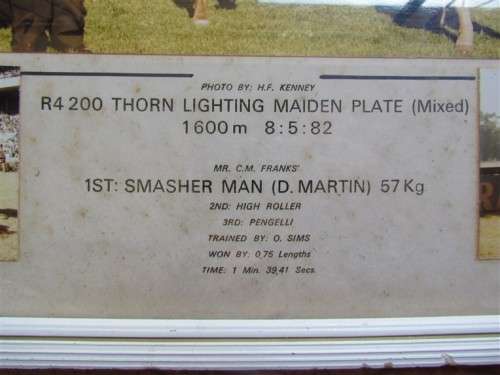 PHOTO BY: H.F. KENNEY
R4 200 THORN LIGHTING MAIDEN PLATE (Mixed)
1600m 8:5:82
MR. C.M. FRANKS'
1ST: SMASHER MAN (D. MARTIN) 57Kg
2ND: HIGH ROLLER
3RD: PENGELLI
TRAINED BY: O. SIMS
WON BY: 0,75 Lengths
TIME: 1 Min. 39,41 Secs.